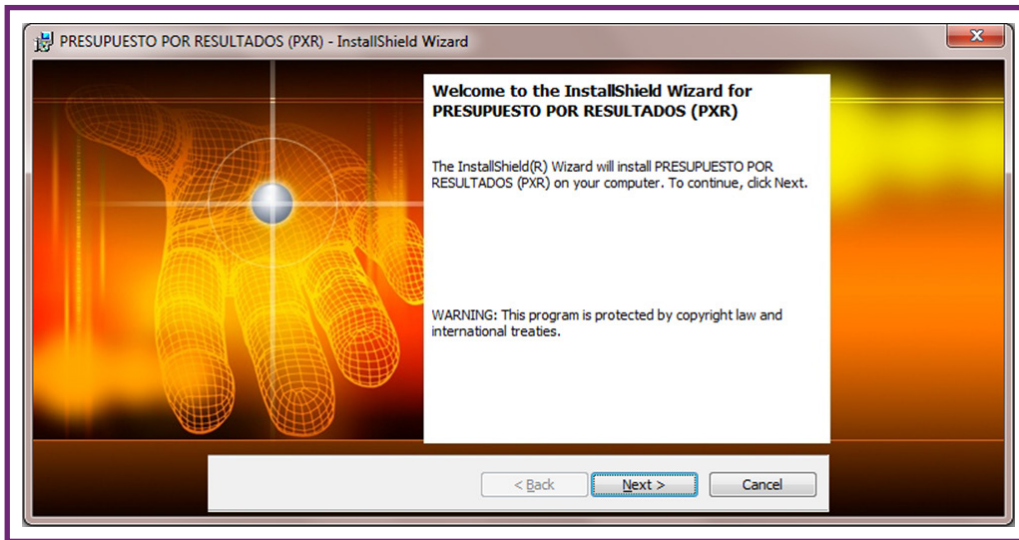 PRESUPUESTO POR RESULTADOS (PXR) - InstallShield Wizard
Welcome to the InstallShield Wizard for
PRESUPUESTO POR RESULTADOS (PXR)
The InstallShield(R) Wizard will install PRESUPUESTO POR
RESULTADOS (PXR) on your computer. To continue, click Next.
WARNING: This program is protected by copyright law and
international treaties.
< Back
Next >
Cancel